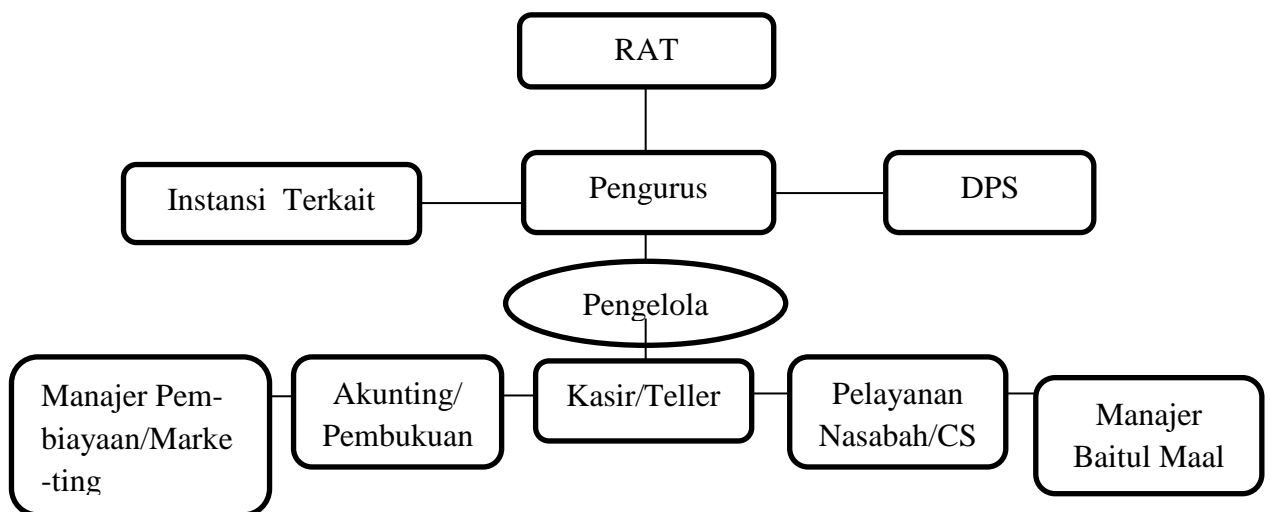 RAT
Instansi Terkait
Pengurus
DPS
Pengelola
Manajer Pem-
biayaan/Marke
-ting
Akunting/
Pembukuan
Kasir/Teller
Pelayanan
Nasabah/CS
Manajer
Baitul Maal